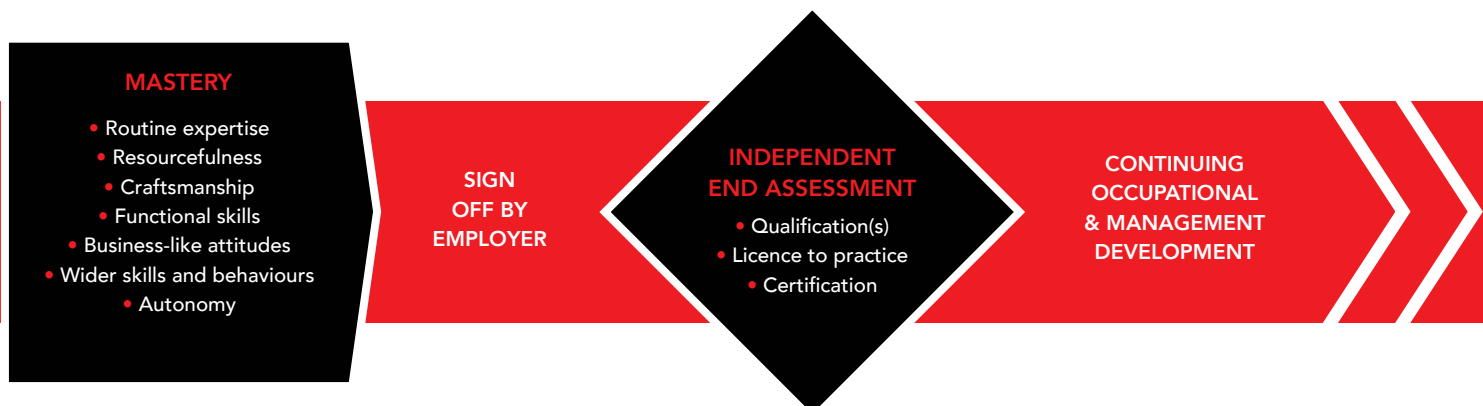 MASTERY
• Routine expertise
• Resourcefulness
• Craftsmanship
• Functional skills
• Business-like attitudes
• Wider skills and behaviours
• Autonomy
SIGN
OFF BY
EMPLOYER
INDEPENDENT
END ASSESSMENT
• Qualification(s)
• Licence to practice
• Certification
CONTINUING
OCCUPATIONAL
& MANAGEMENT
DEVELOPMENT